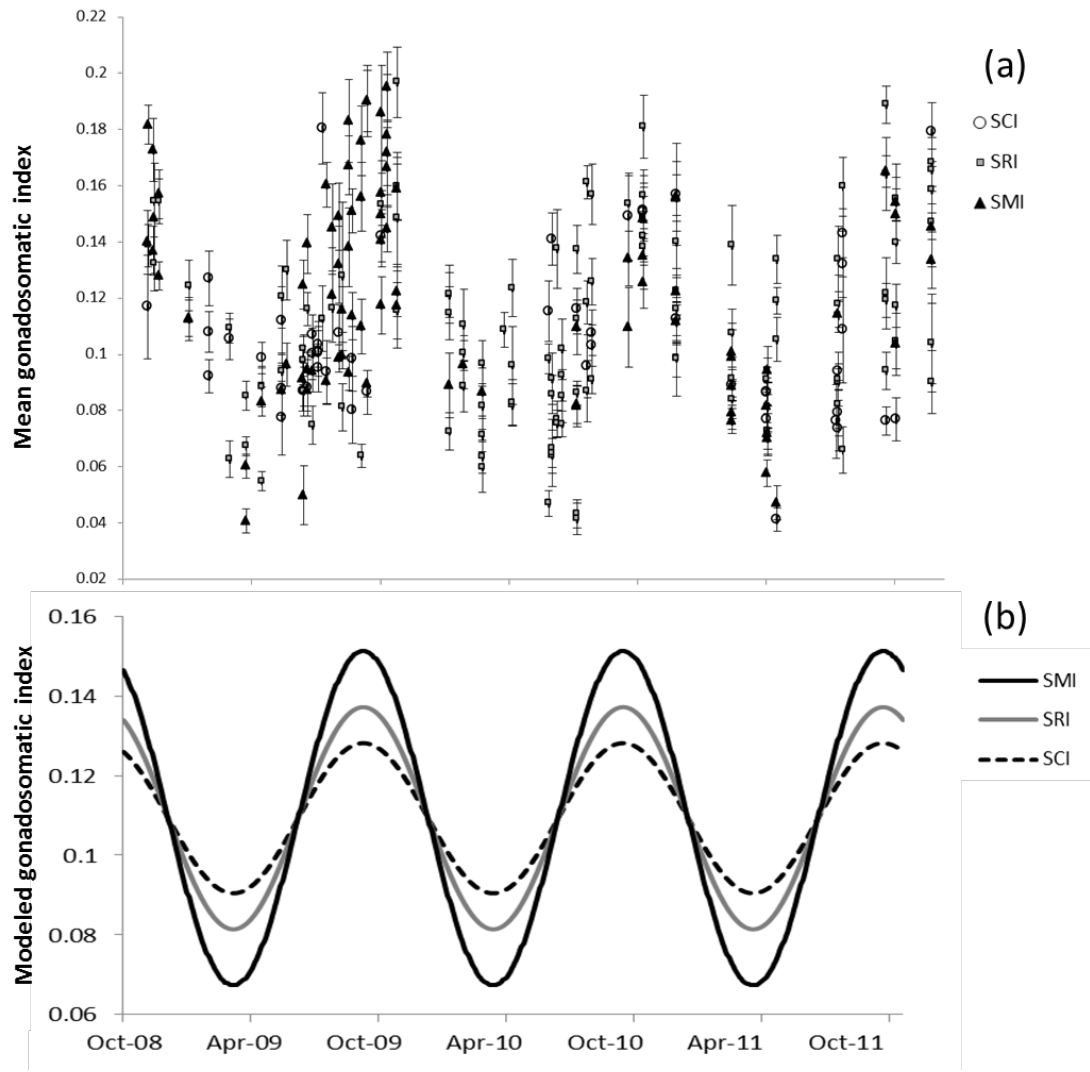 0.22
(a)
0.2
SCI
0.18
SRI
0.16
SMI
0.14
Mean gonadosomatic index
0.12
0.1
0.08
0.06
0.04
0.02
(b)
0.16
0.14
SMI
SRI
SCI
0.12
Modeled gonadosomatic index
0.1
0.08
0.06
Oct-08 Apr-09 Oct-09 Apr-10 Oct-10 Apr-11 Oct-11